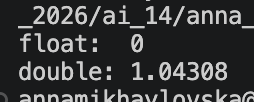 _2026/ai_14/anna_
float:  0
double: 1.04308
annamikhaylovska@